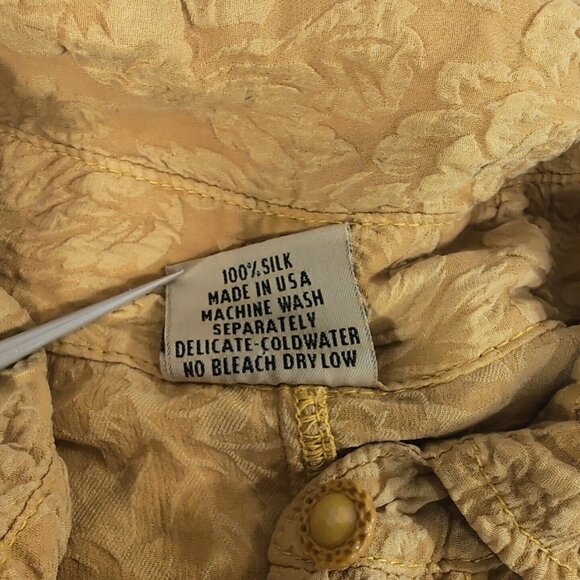 100% SILK
MADE IN USA
MACHINE WASH
SEPARATELY
DELICATE-COLDWATER
NO BLEACH DRY LOW